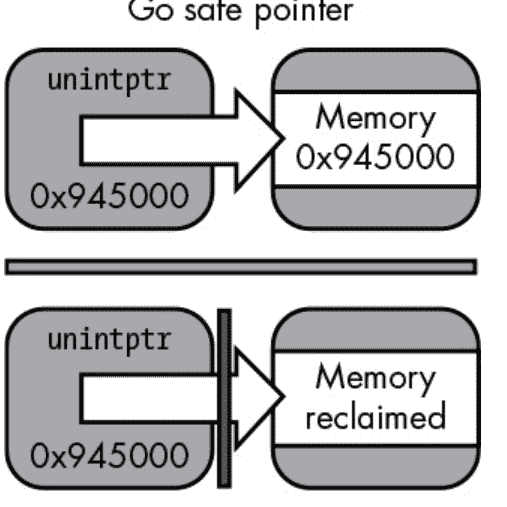 Go safe pointer
unintptr
0x945000
Memory
0x945000
unintptr
0x945000
Memory
reclaimed